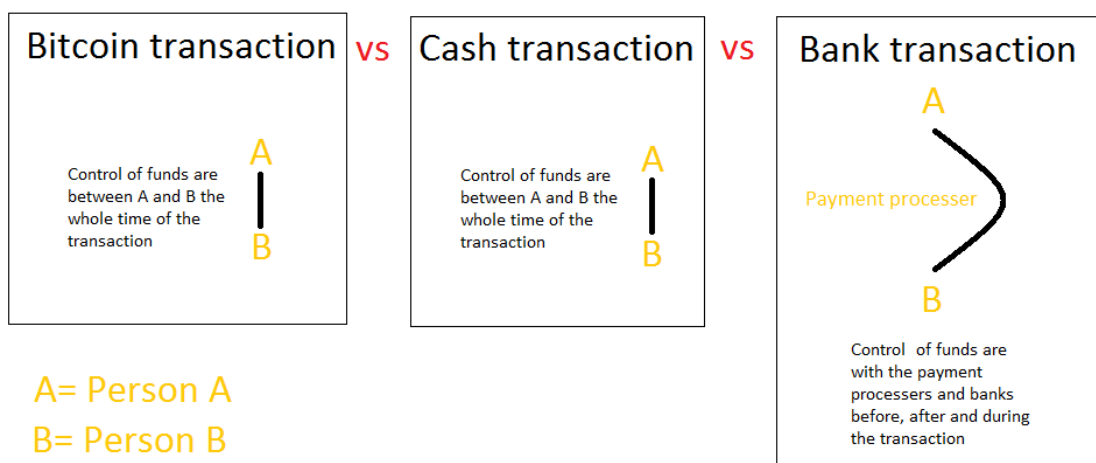 Bitcoin transaction
vs
Cash transaction
vs
Bank transaction
Control of funds are
between A and B the
whole time of the
transaction
A
B
Control of funds are
between A and B the
whole time of the
transaction
A
B
A
Payment processer
B
Control of funds are
with the payment
processers and banks
before, after and during
the transaction
A= Person A
B= Person B